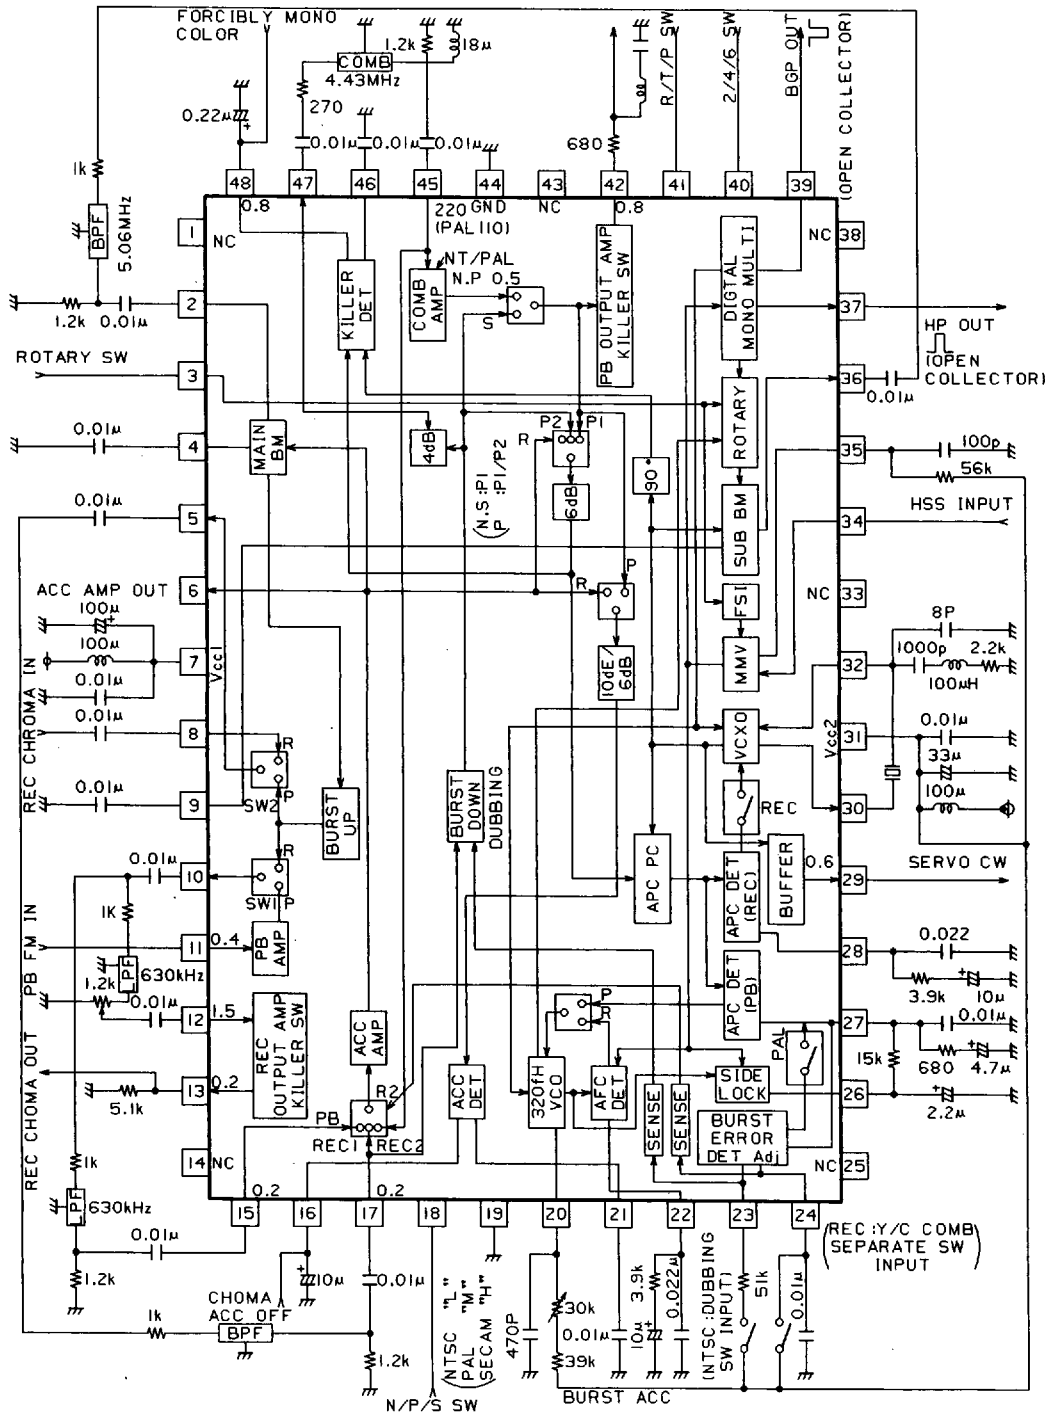 FORCIBLY MONO
COLOR
0.22μ
+
COMB
4.43MHz
270
1.2k
18μ
0.01μ
0.01μ
0.01μ
680
R/T/P SW
2/4/6 SW
BGP OUT
(OPEN COLLECTOR)
1k
BPF
5.06MHz
1.2k
0.01μ
48
47
46
45
44
43
42
41
40
39
0.8
220
(PAL110)
GND
NC
0.8
1
NC
2
ROTARY SW
3
0.01μ
4
0.01μ
5
6
ACC AMP OUT
100μ
+
100μ
7
Vcc1
0.01μ
0.01μ
8
REC CHROMA IN
0.01μ
9
0.01μ
10
1K
PB FM IN
11
0.4
LPF
630kHz
1.2k
0.01μ
12
1.5
REC CHOMA OUT
13
0.2
5.1k
14
NC
1k
LPF
630kHz
0.01μ
1.2k
KILLER
DET
COMB
AMP
NT/PAL
N.P 0.5
S
PB OUTPUT AMP
KILLER SW
DIGTAL
MONO MULTI
MAIN
BM
4dB
P2
P1
R
6dB
(N.S:P1
P :P1/P2)
90°
ROTARY
SUB BM
FSI
MMV
R
P
10dE/
6dB
VCXO
REC
R
P
SW2
BURST
UP
BURST
DOWN
DUBBING
R
SW1
P
PB
AMP
APC PC
APC DET
(REC)
BUFFER
0.6
APC DET
(PB)
REC
OUTPUT AMP
KILLER SW
ACC
AMP
P
R
PAL
ACC
DET
320fH
VCO
AFC
DET
SIDE
LOCK
SENSE
SENSE
BURST
ERROR
DET Adj
PB
R2
REC1
REC2
NC
38
37
HP OUT
(OPEN
COLLECTOR)
36
0.01μ
35
100p
56k
HSS INPUT
34
NC
33
8P
1000p
2.2k
100μH
32
Vcc2
31
0.01μ
33μ
100μ
30
SERVO CW
29
28
0.022
3.9k
+
10μ
27
0.01μ
15k
680
+
4.7μ
26
+
2.2μ
NC
25
0.2
0.2
15
16
17
18
19
20
21
22
23
24
(REC:Y/C COMB
SEPARATE SW
INPUT)
+
10μ
0.01μ
CHOMA
ACC OFF
1k
BPF
1.2k
(NTSC "L"
PAL "M"
SECAM "H")
N/P/S SW
470P
30k
39k
0.01μ
3.9k
10μ
+
0.022μ
(NTSC:DUBBING
SW INPUT)
51k
0.01μ
BURST ACC